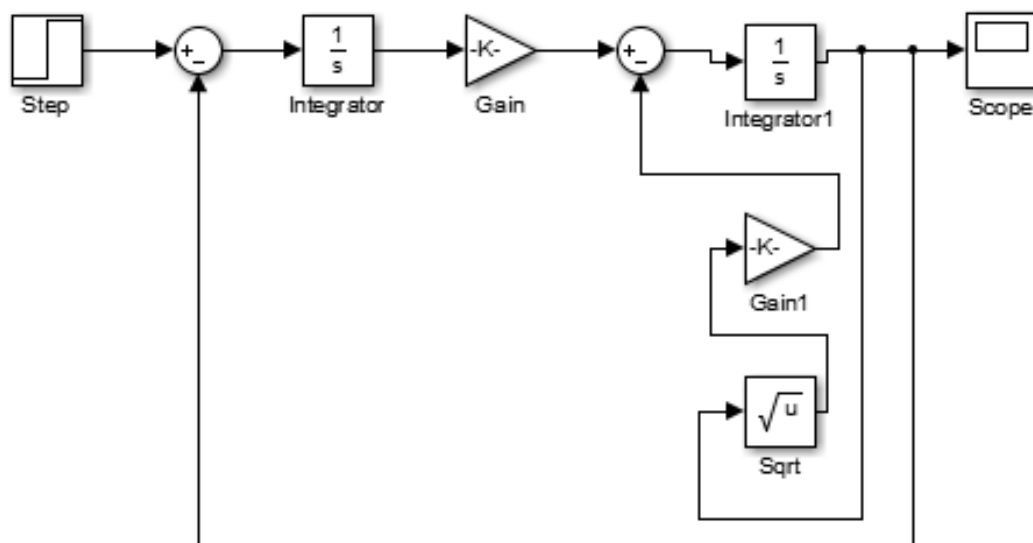 +
−
1
s
-K-
+
−
1
s
Step
Integrator
Gain
Integrator1
Scope
-K-
Gain1
√u
Sqrt